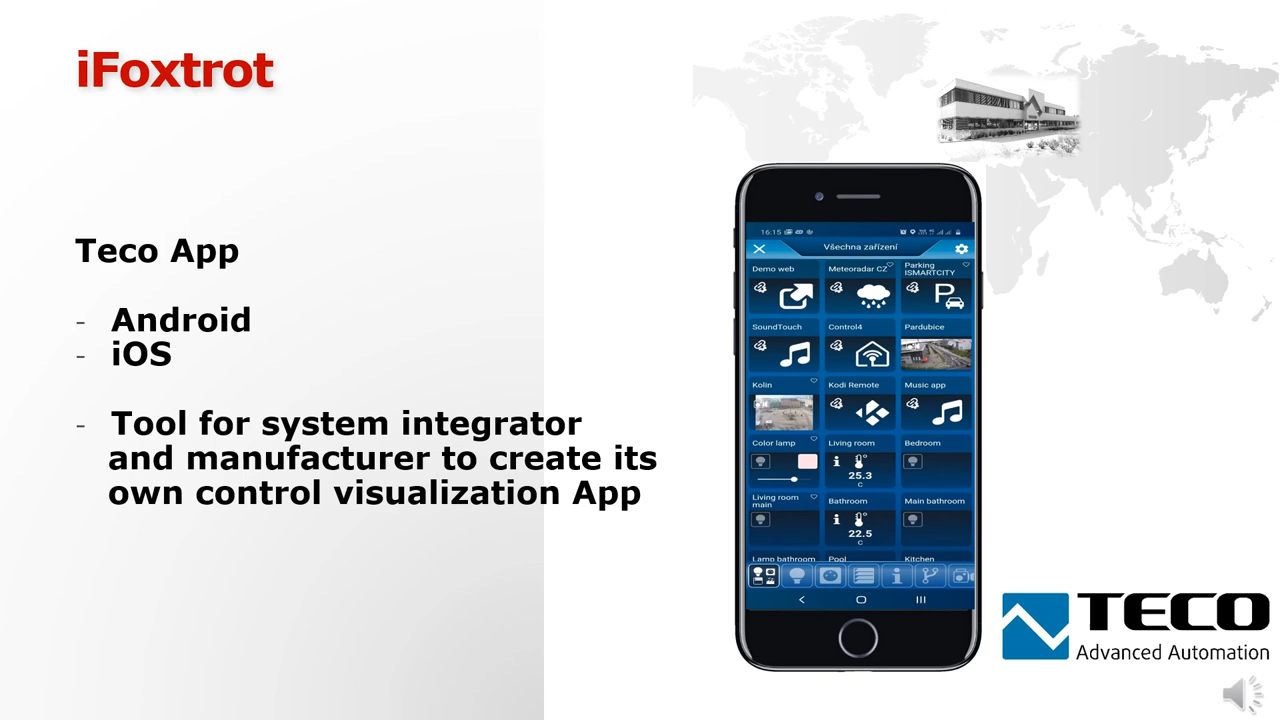 iFoxtrot
Teco App
- Android
- iOS
- Tool for system integrator
and manufacturer to create its
own control visualization App
16:15
Všechna zařízení
Demo web
Meteoradar CZ
Parking
ISMARTCITY
P
SoundTouch
Control4
Pardubice
Kolin
Kodi Remote
Music app
Color lamp
Living room
Bedroom
25.3
C
Living room
main
Bathroom
Main bathroom
22.5
C
Lamp bathroom
Pool
Kitchen
TECO
Advanced Automation